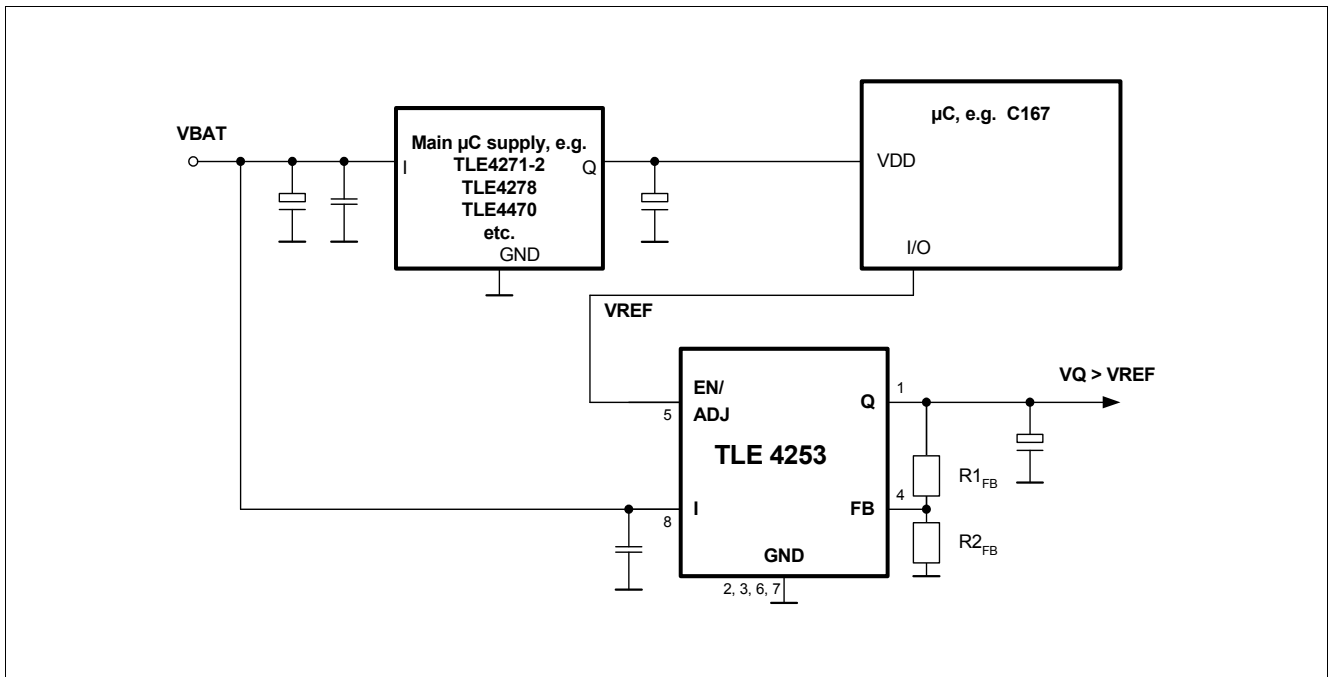 VBAT
I
Main µC supply, e.g.
TLE4271-2
TLE4278
TLE4470
etc.
GND
Q
µC, e.g. C167
VDD
I/O
VREF
EN/
ADJ
5
TLE 4253
Q
1
VQ > VREF
R1FB
4
FB
I
8
R2FB
GND
2, 3, 6, 7